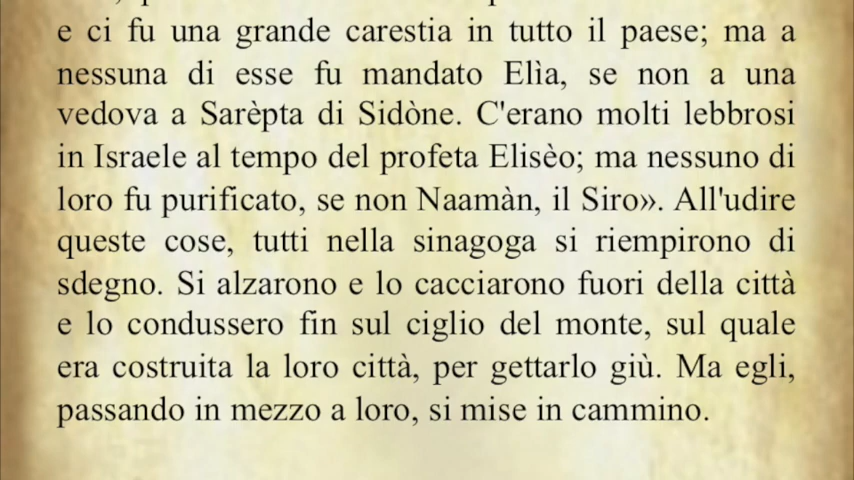 e ci fu una grande carestia in tutto il paese; ma a
nessuna di esse fu mandato Elìa, se non a una
vedova a Sarèpta di Sidòne. C'erano molti lebbrosi
in Israele al tempo del profeta Elisèo; ma nessuno di
loro fu purificato, se non Naamàn, il Siro». All'udire
queste cose, tutti nella sinagoga si riempirono di
sdegno. Si alzarono e lo cacciarono fuori della città
e lo condussero fin sul ciglio del monte, sul quale
era costruita la loro città, per gettarlo giù. Ma egli,
passando in mezzo a loro, si mise in cammino.